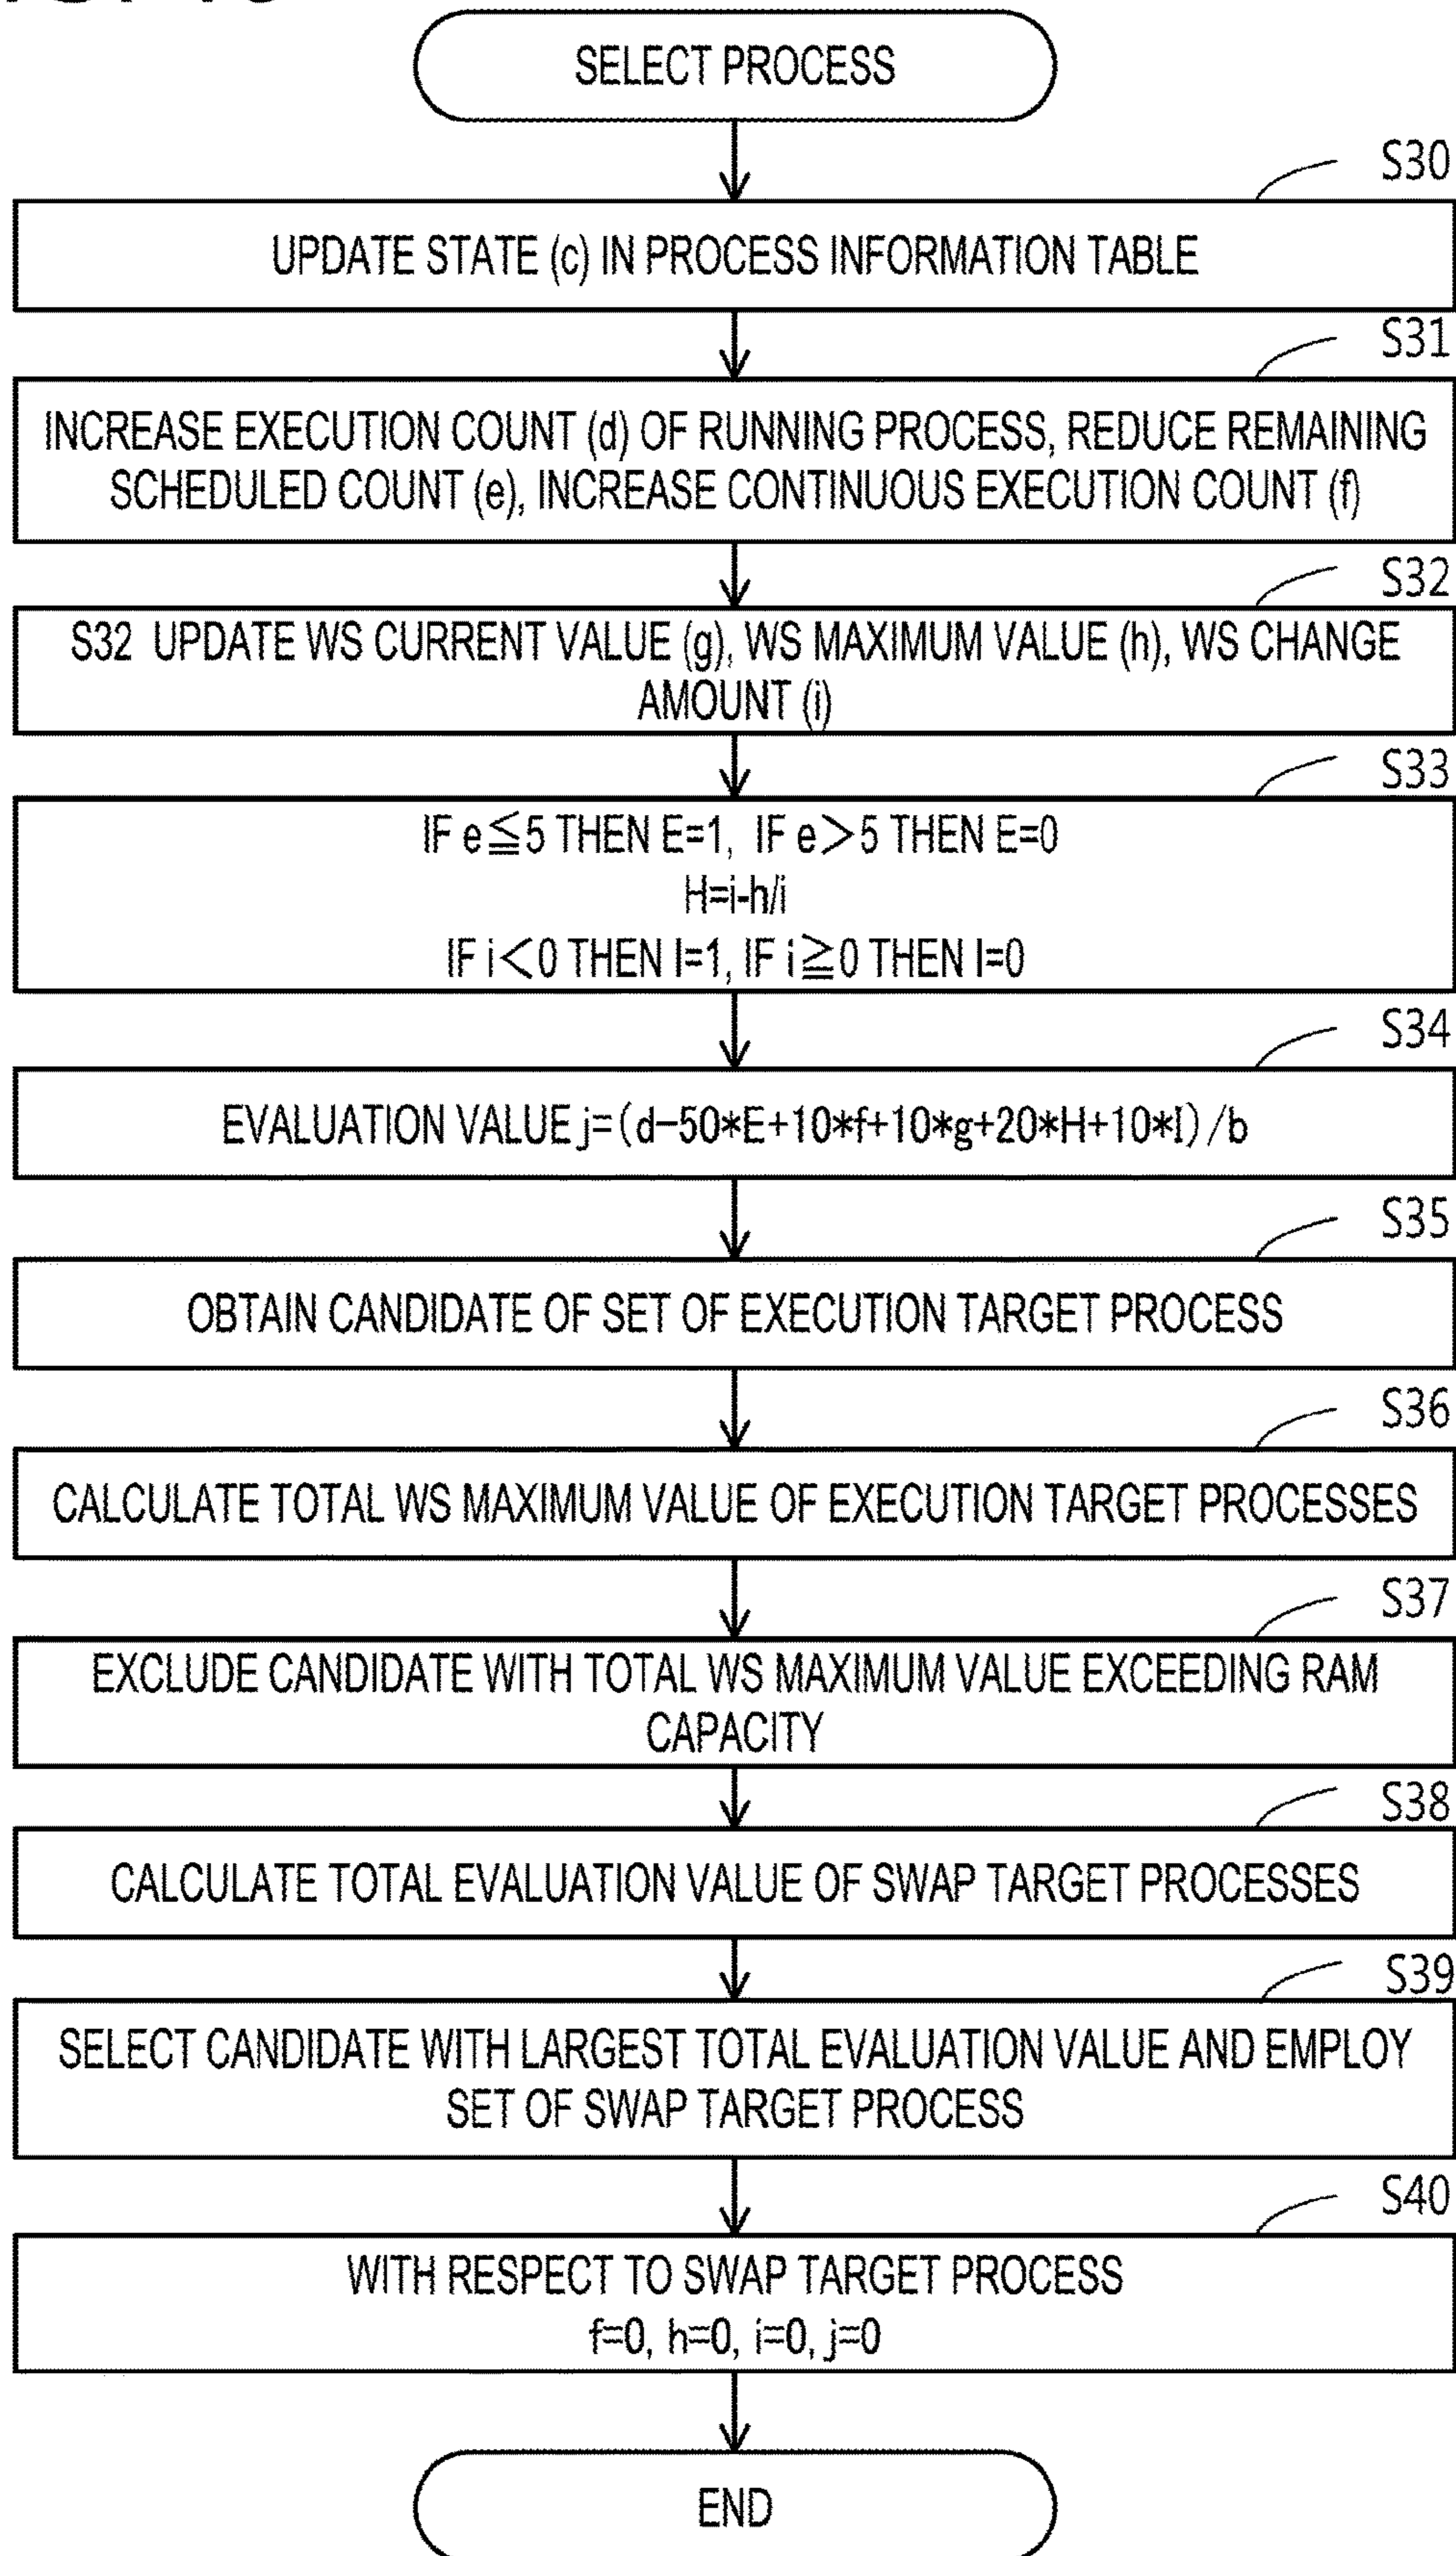 SELECT PROCESS
S30
UPDATE STATE (c) IN PROCESS INFORMATION TABLE
S31
INCREASE EXECUTION COUNT (d) OF RUNNING PROCESS, REDUCE REMAINING
SCHEDULED COUNT (e), INCREASE CONTINUOUS EXECUTION COUNT (f)
S32
S32 UPDATE WS CURRENT VALUE (g), WS MAXIMUM VALUE (h), WS CHANGE
AMOUNT (i)
S33
IF e≦5 THEN E=1, IF e>5 THEN E=0
H=i-h/i
IF i<0 THEN I=1, IF i≧0 THEN I=0
S34
EVALUATION VALUE j=(d-50*E+10*f+10*g+20*H+10*I)/b
S35
OBTAIN CANDIDATE OF SET OF EXECUTION TARGET PROCESS
S36
CALCULATE TOTAL WS MAXIMUM VALUE OF EXECUTION TARGET PROCESSES
S37
EXCLUDE CANDIDATE WITH TOTAL WS MAXIMUM VALUE EXCEEDING RAM
CAPACITY
S38
CALCULATE TOTAL EVALUATION VALUE OF SWAP TARGET PROCESSES
S39
SELECT CANDIDATE WITH LARGEST TOTAL EVALUATION VALUE AND EMPLOY
SET OF SWAP TARGET PROCESS
S40
WITH RESPECT TO SWAP TARGET PROCESS
f=0, h=0, i=0, j=0
END